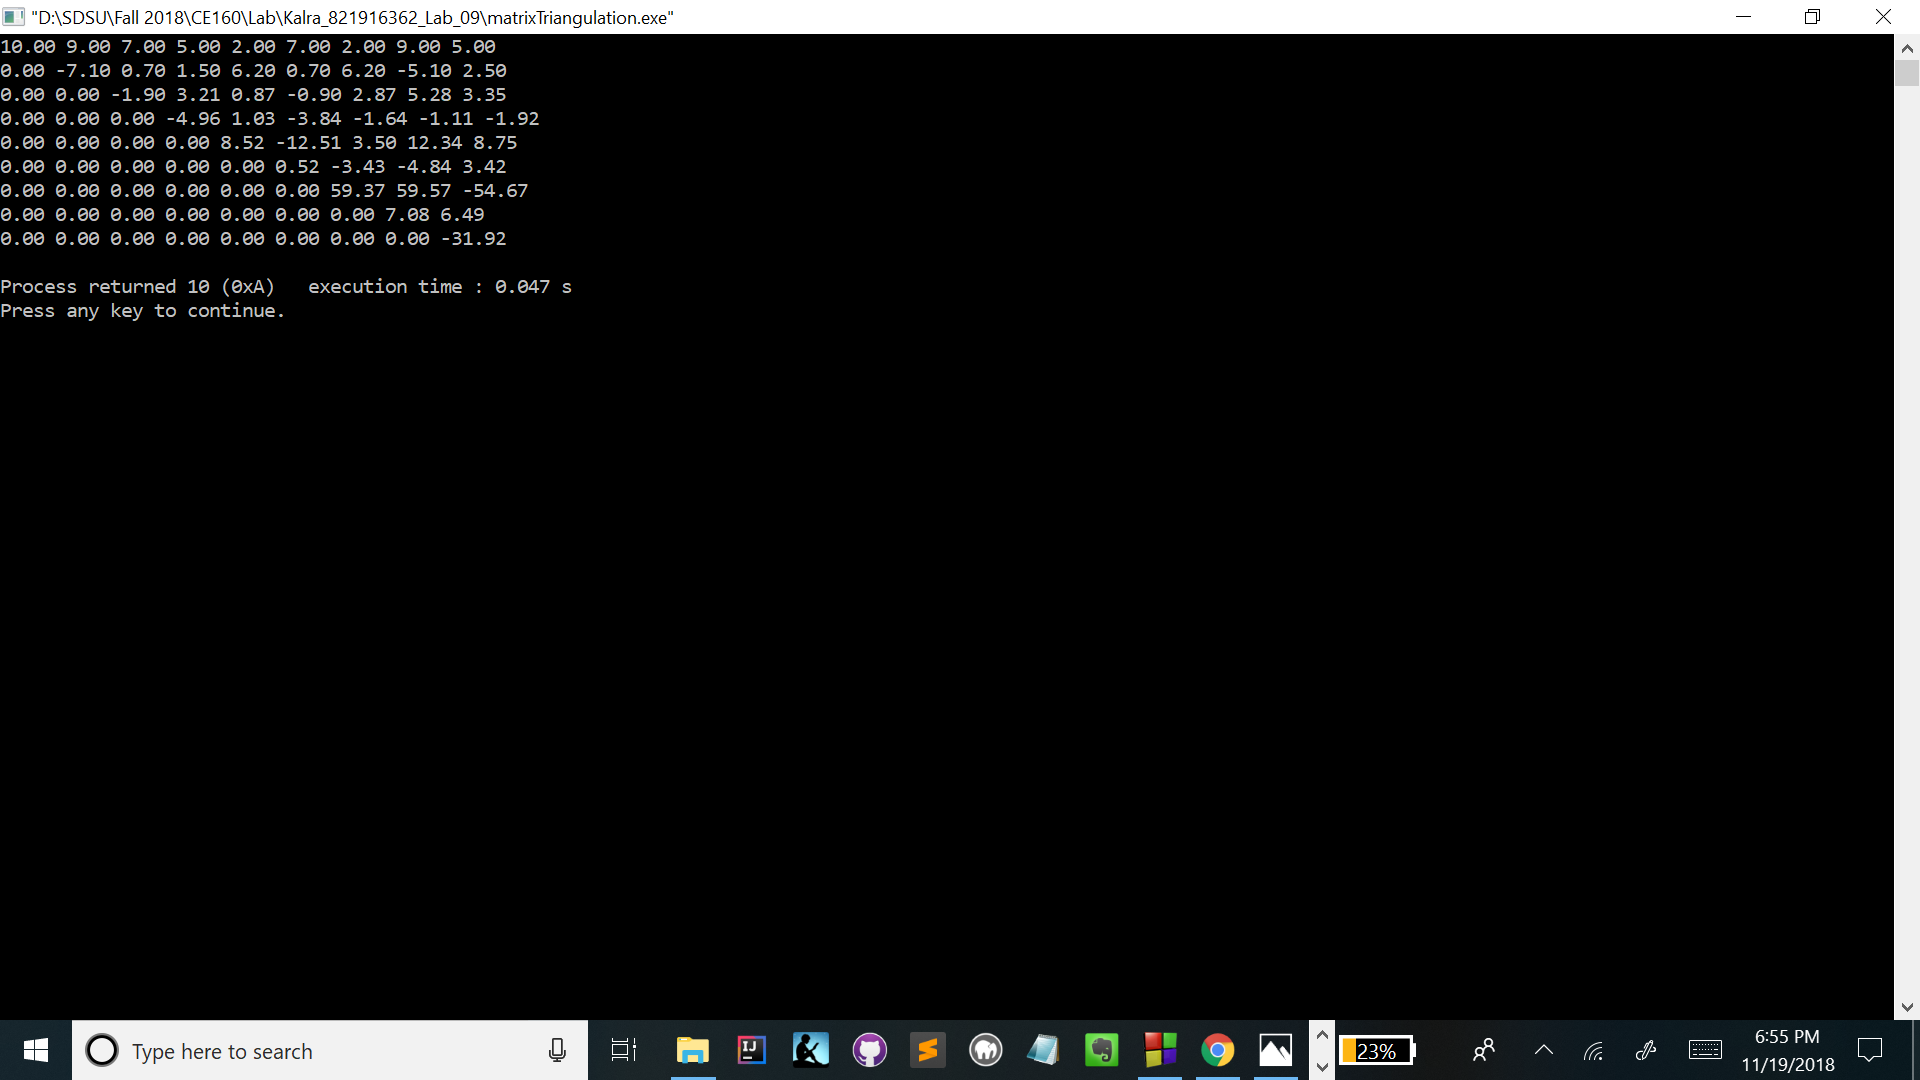 "D:\SDSU\Fall 2018\CE160\Lab\Kalra_821916362_Lab_09\matrixTriangulation.exe"
10.00 9.00 7.00 5.00 2.00 7.00 2.00 9.00 5.00
0.00 -7.10 0.70 1.50 6.20 0.70 6.20 -5.10 2.50
0.00 0.00 -1.90 3.21 0.87 -0.90 2.87 5.28 3.35
0.00 0.00 0.00 -4.96 1.03 -3.84 -1.64 -1.11 -1.92
0.00 0.00 0.00 0.00 8.52 -12.51 3.50 12.34 8.75
0.00 0.00 0.00 0.00 0.00 0.52 -3.43 -4.84 3.42
0.00 0.00 0.00 0.00 0.00 0.00 59.37 59.57 -54.67
0.00 0.00 0.00 0.00 0.00 0.00 0.00 7.08 6.49
0.00 0.00 0.00 0.00 0.00 0.00 0.00 0.00 -31.92
Process returned 10 (0xA)   execution time : 0.047 s
Press any key to continue.
Type here to search
IJ
23%
6:55 PM
11/19/2018